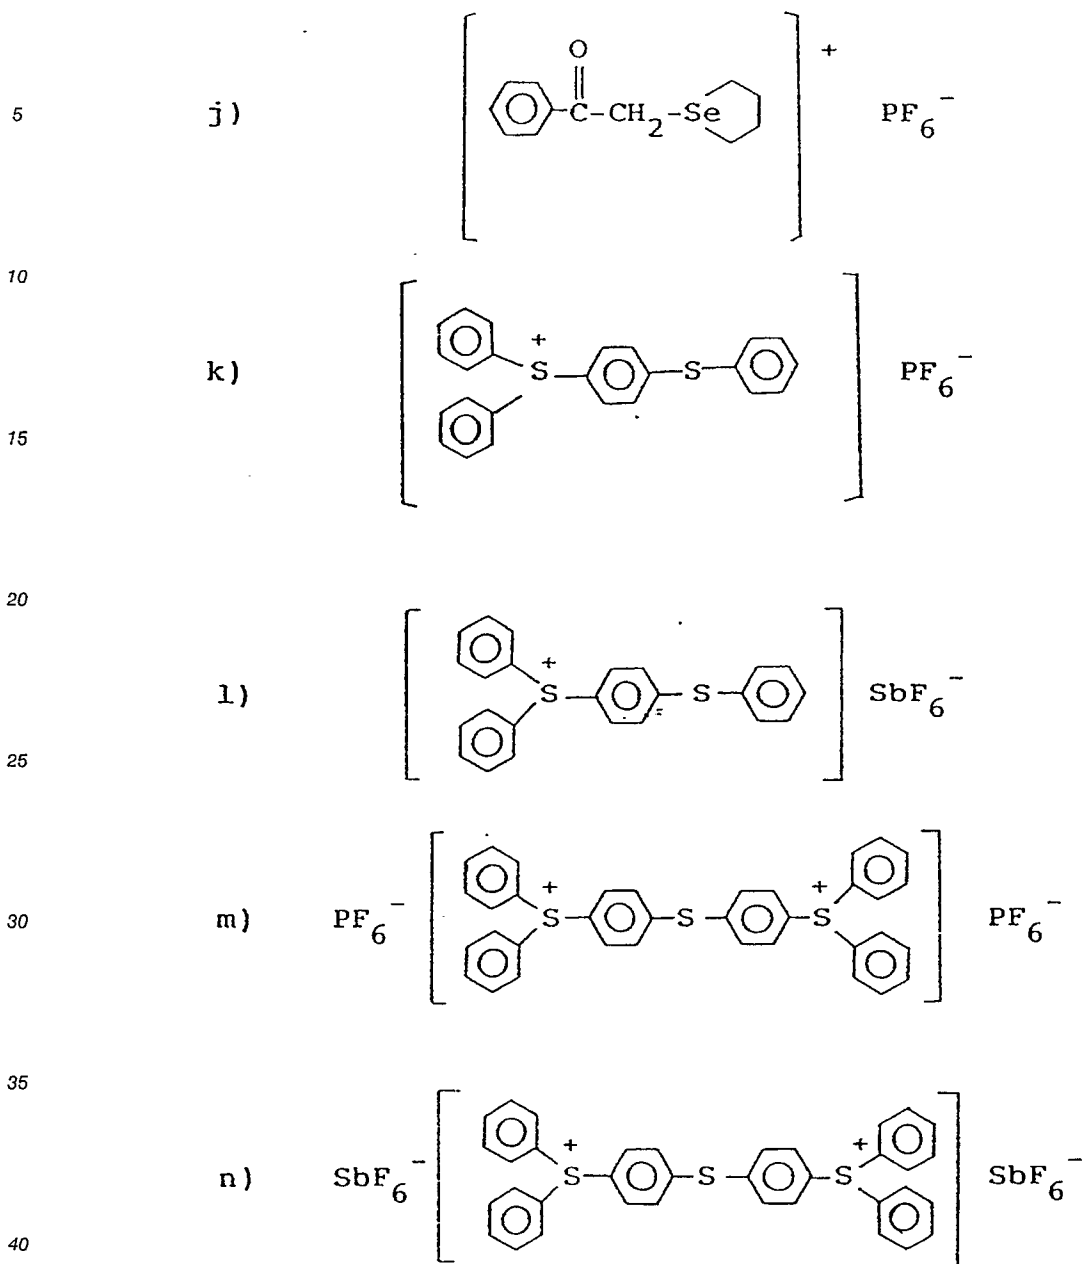 O
+
5 j) C-CH2-Se PF6-
10
+
k) S S PF6-
15
20
+
l) S S SbF6-
25
+ +
30 m) PF6- S S S PF6-
35
+ +
n) SbF6- S S S SbF6-
40